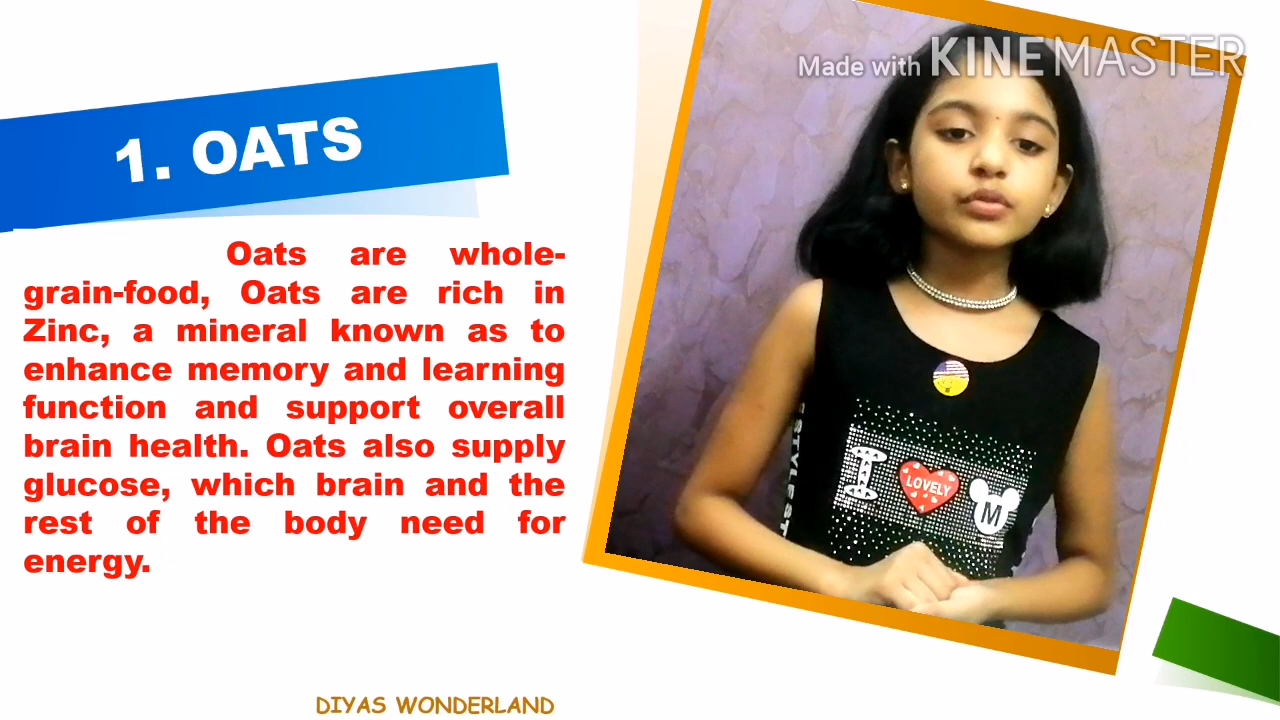 Made with KINEMASTER
1. OATS
Oats are whole-
grain-food, Oats are rich in
Zinc, a mineral known as to
enhance memory and learning
function and support overall
brain health. Oats also supply
glucose, which brain and the
rest of the body need for
energy.
I LOVELY M
DIYAS WONDERLAND